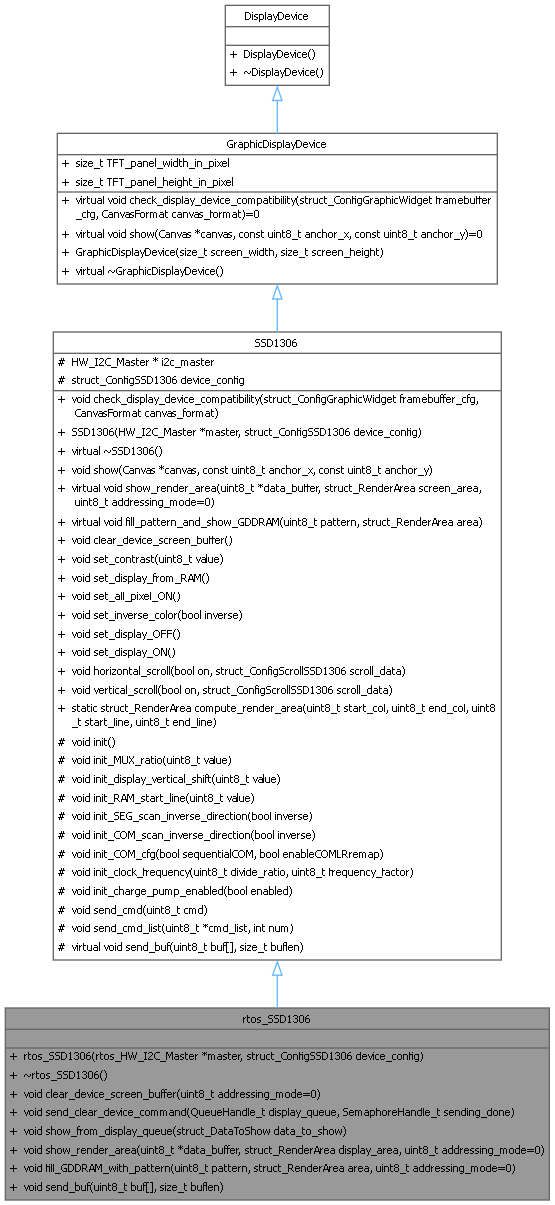 DisplayDevice
+ DisplayDevice()
+ ~DisplayDevice()
GraphicDisplayDevice
+ size_t TFT_panel_width_in_pixel
+ size_t TFT_panel_height_in_pixel
+ virtual void check_display_device_compatibility(struct_ConfigGraphicWidget framebuffer
_cfg, CanvasFormat canvas_format)=0
+ virtual void show(Canvas *canvas, const uint8_t anchor_x, const uint8_t anchor_y)=0
+ GraphicDisplayDevice(size_t screen_width, size_t screen_height)
+ virtual ~GraphicDisplayDevice()
SSD1306
# HW_I2C_Master * i2c_master
# struct_ConfigSSD1306 device_config
+ void check_display_device_compatibility(struct_ConfigGraphicWidget framebuffer_cfg,
CanvasFormat canvas_format)
+ SSD1306(HW_I2C_Master *master, struct_ConfigSSD1306 device_config)
+ virtual ~SSD1306()
+ void show(Canvas *canvas, const uint8_t anchor_x, const uint8_t anchor_y)
+ virtual void show_render_area(uint8_t *data_buffer, struct_RenderArea screen_area,
uint8_t addressing_mode=0)
+ virtual void fill_pattern_and_show_GDDRAM(uint8_t pattern, struct_RenderArea area)
+ void clear_device_screen_buffer()
+ void set_contrast(uint8_t value)
+ void set_display_from_RAM()
+ void set_all_pixel_ON()
+ void set_inverse_color(bool inverse)
+ void set_display_OFF()
+ void set_display_ON()
+ void horizontal_scroll(bool on, struct_ConfigScrollSSD1306 scroll_data)
+ void vertical_scroll(bool on, struct_ConfigScrollSSD1306 scroll_data)
+ static struct_RenderArea compute_render_area(uint8_t start_col, uint8_t end_col, uint8
_t start_line, uint8_t end_line)
# void init()
# void init_MUX_ratio(uint8_t value)
# void init_display_vertical_shift(uint8_t value)
# void init_RAM_start_line(uint8_t value)
# void init_SEG_scan_inverse_direction(bool inverse)
# void init_COM_scan_inverse_direction(bool inverse)
# void init_COM_cfg(bool sequentialCOM, bool enableCOMLRremap)
# void init_clock_frequency(uint8_t divide_ratio, uint8_t frequency_factor)
# void init_charge_pump_enabled(bool enabled)
# void send_cmd(uint8_t cmd)
# void send_cmd_list(uint8_t *cmd_list, int num)
# virtual void send_buf(uint8_t buf[], size_t buflen)
rtos_SSD1306
+ rtos_SSD1306(rtos_HW_I2C_Master *master, struct_ConfigSSD1306 device_config)
+ ~rtos_SSD1306()
+ void clear_device_screen_buffer(uint8_t addressing_mode=0)
+ void send_clear_device_command(QueueHandle_t display_queue, SemaphoreHandle_t sending_done)
+ void show_from_display_queue(struct_DataToShow data_to_show)
+ void show_render_area(uint8_t *data_buffer, struct_RenderArea display_area, uint8_t addressing_mode=0)
+ void fill_GDDRAM_with_pattern(uint8_t pattern, struct_RenderArea area, uint8_t addressing_mode=0)
+ void send_buf(uint8_t buf[], size_t buflen)